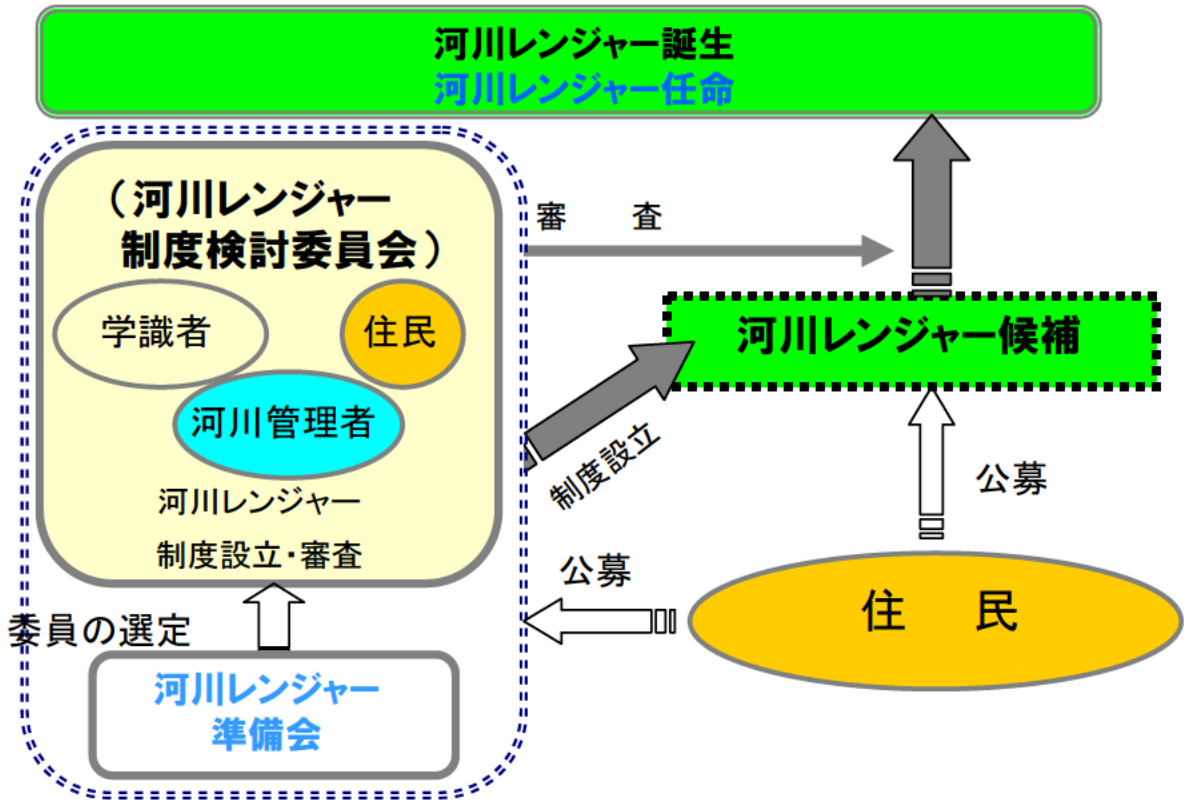 河川レンジャー誕生
河川レンジャー任命
（河川レンジャー
制度検討委員会）
審　　査
学識者
住民
河川管理者
河川レンジャー候補
河川レンジャー
制度設立・審査
制度設立
公募
公募
委員の選定
住　民
河川レンジャー
準備会